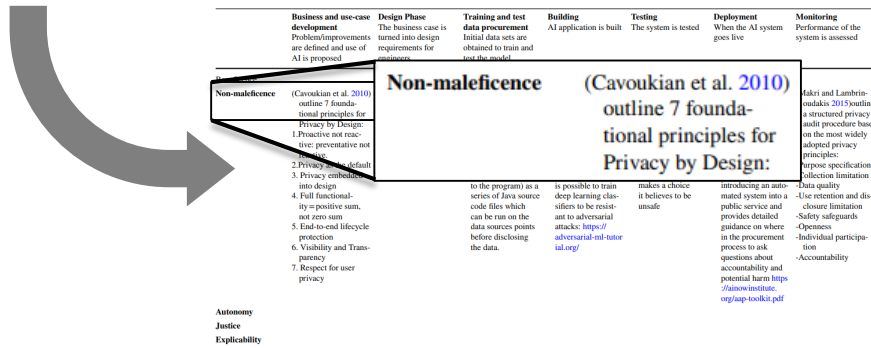 Business and use-case development
Problem/improvements are defined and use of AI is proposed
Design Phase
The business case is turned into design requirements for engineers
Training and test data procurement
Initial data sets are obtained to train and test the model
Building
AI application is built
Testing
The system is tested
Deployment
When the AI system goes live
Monitoring
Performance of the system is assessed
Non-maleficence
(Cavoukian et al. 2010)
outline 7 founda-
tional principles for
Privacy by Design:
1.Proactive not reac-
tive: preventative not
reactive.
2.Privacy as the default
3. Privacy embedded
into design
4. Full functional-
ity = positive sum,
not zero sum
5. End-to-end lifecycle
protection
6. Visibility and Trans-
parency
7. Respect for user
privacy
Non-maleficence
(Cavoukian et al. 2010)
outline 7 founda-
tional principles for
Privacy by Design:
to the program) as a
series of Java source
code files which
can be run on the
data sources points
before disclosing
the data.
is possible to train
deep learning clas-
sifiers to be resist-
ant to adversarial
attacks: https://
adversarial-ml-tutor
ial.org/
makes a choice
it believes to be
unsafe
introducing an auto-
mated system into a
public service and
provides detailed
guidance on where
in the procurement
process to ask
questions about
accountability and
potential harm https
://ainowinstitute.
org/aap-toolkit.pdf
Makri and Lambrin-
oudakis 2015)outline
a structured privacy
audit procedure based
on the most widely
adopted privacy
principles:
-Purpose specification
-Collection limitation
-Data quality
-Use retention and dis-
closure limitation
-Safety safeguards
-Openness
-Individual participa-
tion
-Accountability
Autonomy
Justice
Explicability